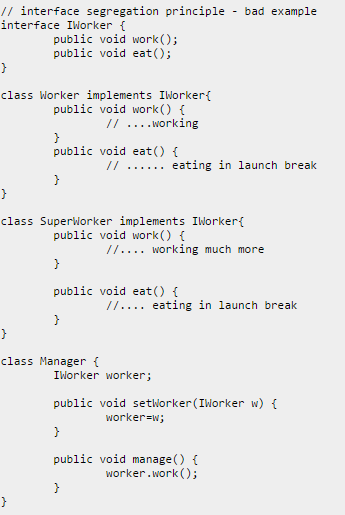 // interface segregation principle - bad example
interface IWorker {
public void work();
public void eat();
}
class Worker implements IWorker{
public void work() {
// ....working
}
public void eat() {
// ...... eating in launch break
}
}
class SuperWorker implements IWorker{
public void work() {
//.... working much more
}
public void eat() {
//.... eating in launch break
}
}
class Manager {
IWorker worker;
public void setWorker(IWorker w) {
worker=w;
}
public void manage() {
worker.work();
}
}